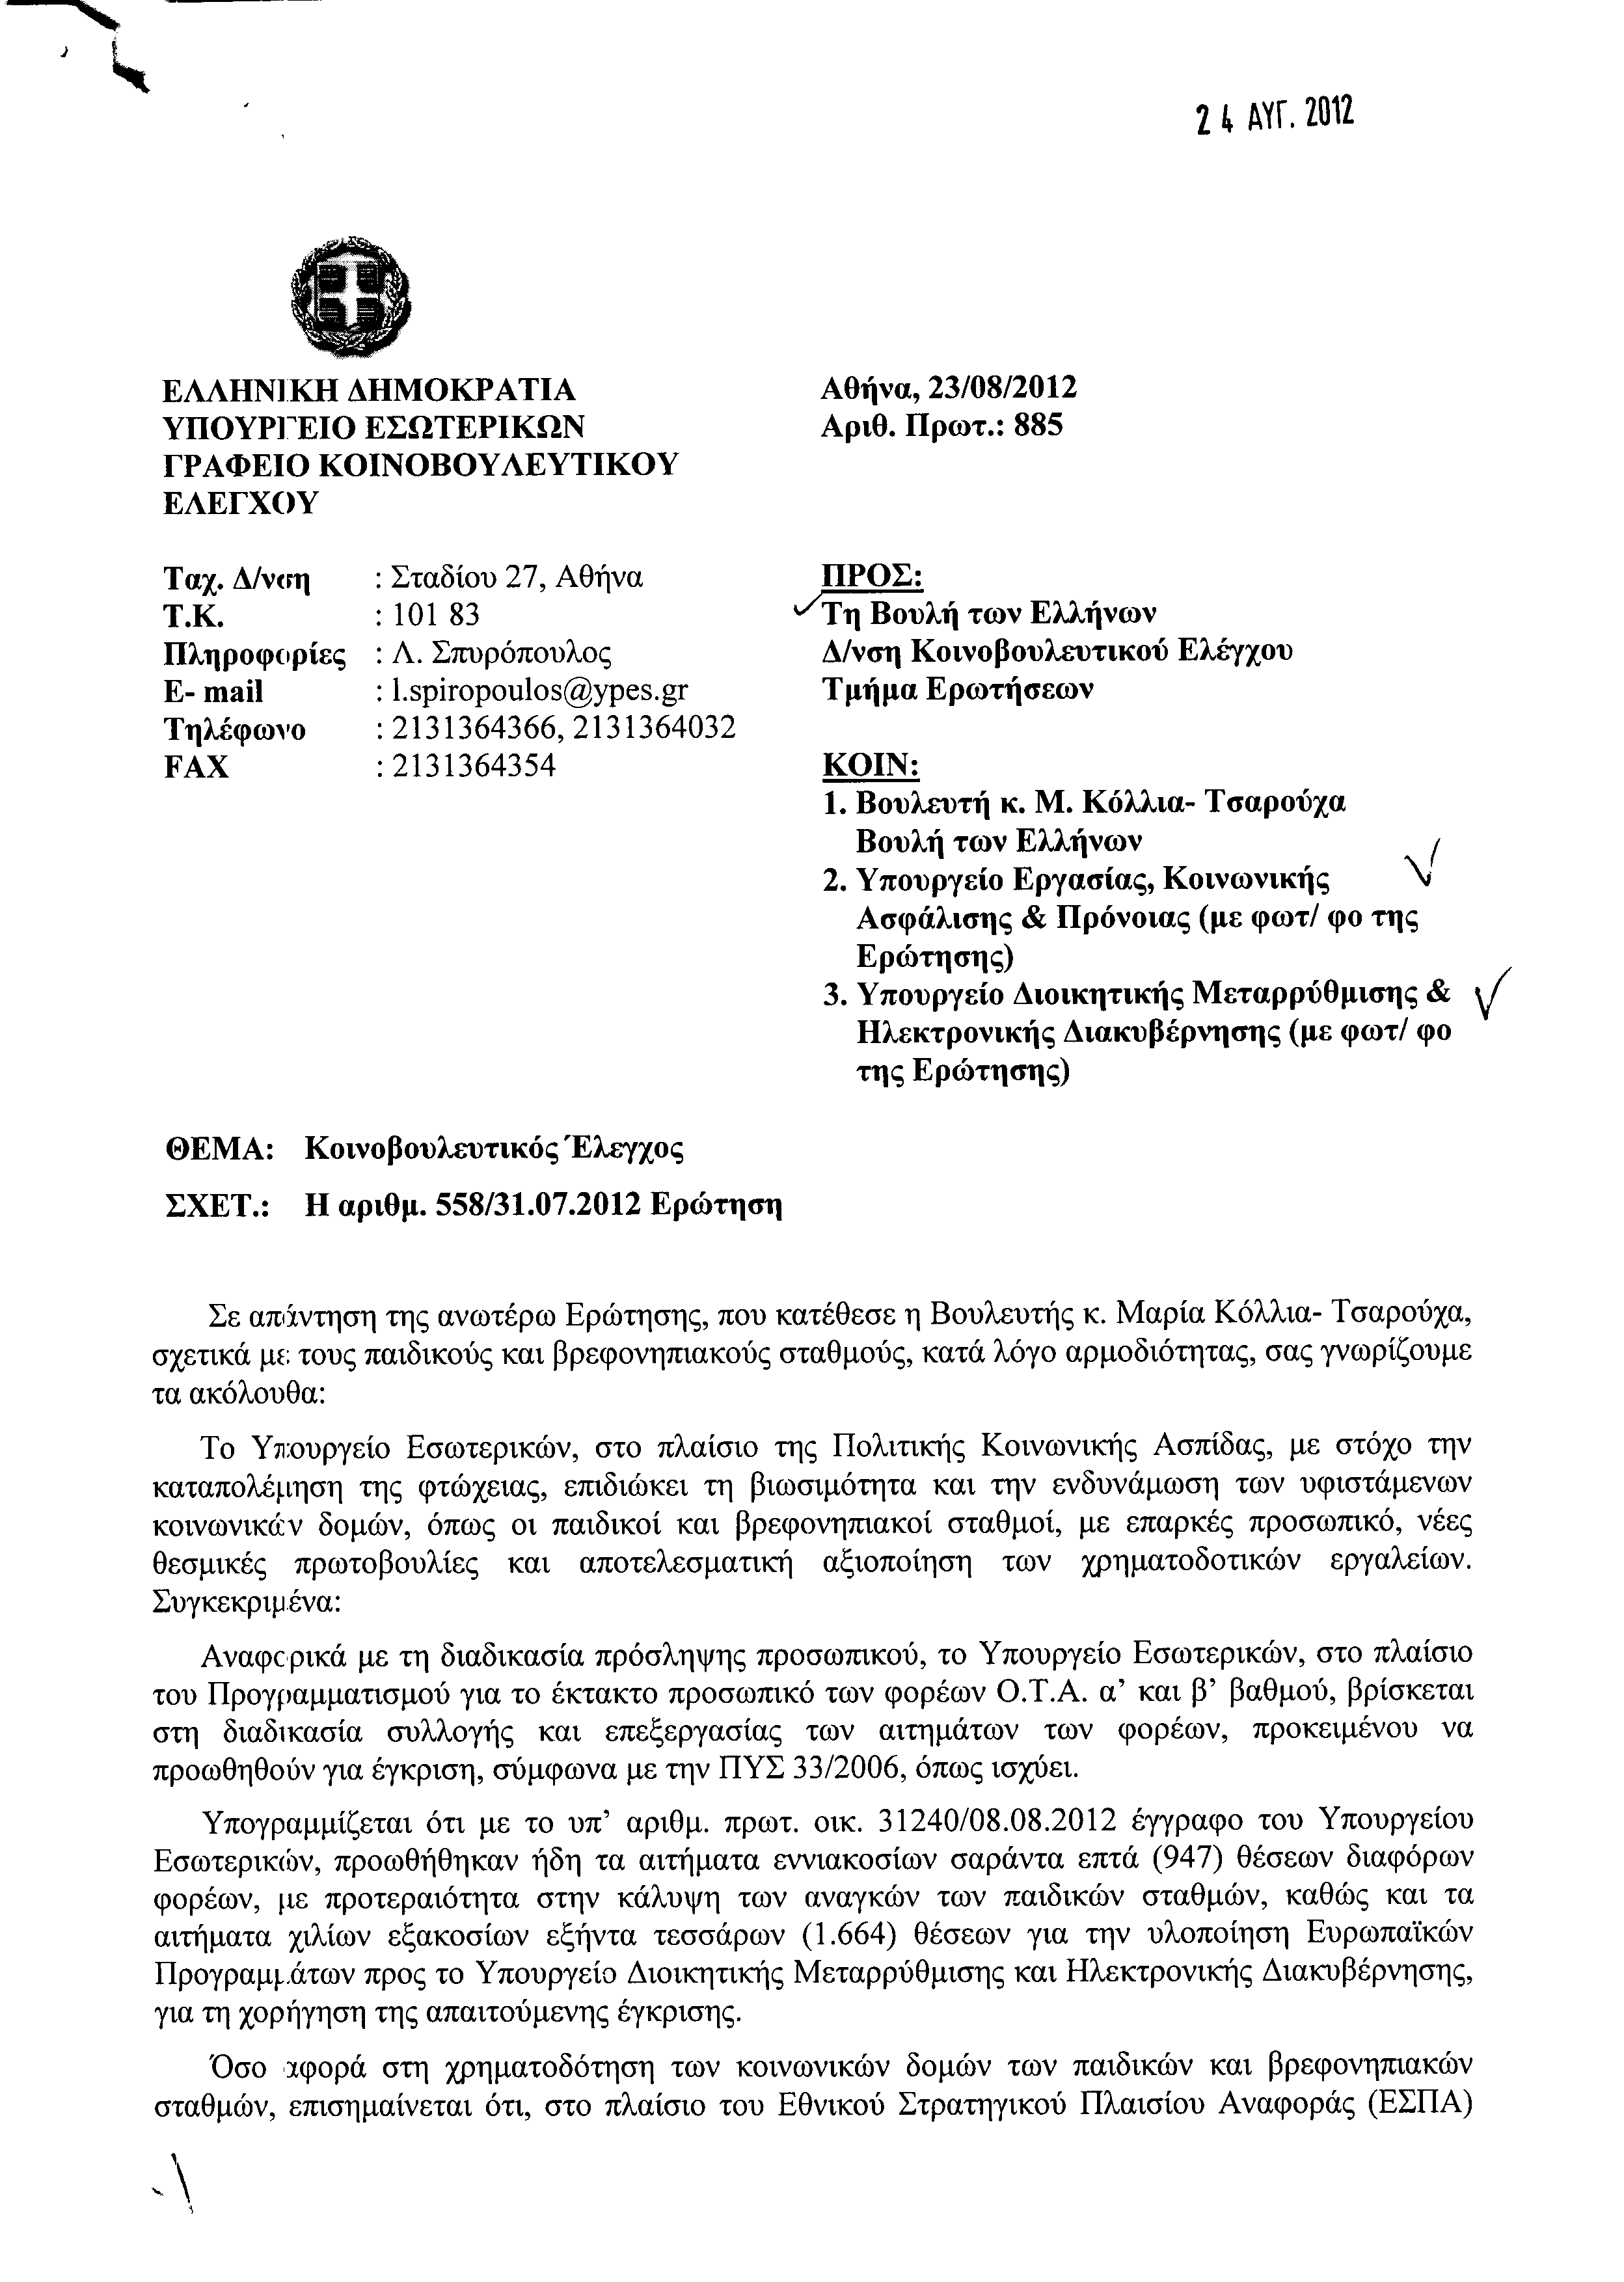 24 ΑΥΓ. 2012
ΕΛΛΗΝΙΚΗ ΔΗΜΟΚΡΑΤΙΑ
ΥΠΟΥΡΓΕΙΟ ΕΣΩΤΕΡΙΚΩΝ
ΓΡΑΦΕΙΟ ΚΟΙΝΟΒΟΥΛΕΥΤΙΚΟΥ
ΕΛΕΓΧΟΥ
Αθήνα, 23/08/2012
Αριθ. Πρωτ.: 885
Ταχ. Δ/νση : Σταδίου 27, Αθήνα
Τ.Κ. : 101 83
Πληροφορίες : Λ. Σπυρόπουλος
E- mail : l.spiropoulos@ypes.gr
Τηλέφωνο : 2131364366, 2131364032
FAX : 2131364354
ΠΡΟΣ:
Τη Βουλή των Ελλήνων
Δ/νση Κοινοβουλευτικού Ελέγχου
Τμήμα Ερωτήσεων
ΚΟΙΝ:
1. Βουλευτή κ. Μ. Κόλλια- Τσαρούχα
Βουλή των Ελλήνων
2. Υπουργείο Εργασίας, Κοινωνικής
Ασφάλισης & Πρόνοιας (με φωτ/ φο της
Ερώτησης)
3. Υπουργείο Διοικητικής Μεταρρύθμισης &
Ηλεκτρονικής Διακυβέρνησης (με φωτ/ φο
της Ερώτησης)
ΘΕΜΑ: Κοινοβουλευτικός Έλεγχος
ΣΧΕΤ.: Η αριθμ. 558/31.07.2012 Ερώτηση
Σε απάντηση της ανωτέρω Ερώτησης, που κατέθεσε η Βουλευτής κ. Μαρία Κόλλια- Τσαρούχα,
σχετικά με τους παιδικούς και βρεφονηπιακούς σταθμούς, κατά λόγο αρμοδιότητας, σας γνωρίζουμε
τα ακόλουθα:
Το Υπουργείο Εσωτερικών, στο πλαίσιο της Πολιτικής Κοινωνικής Ασπίδας, με στόχο την
καταπολέμηση της φτώχειας, επιδιώκει τη βιωσιμότητα και την ενδυνάμωση των υφιστάμενων
κοινωνικών δομών, όπως οι παιδικοί και βρεφονηπιακοί σταθμοί, με επαρκές προσωπικό, νέες
θεσμικές πρωτοβουλίες και αποτελεσματική αξιοποίηση των χρηματοδοτικών εργαλείων.
Συγκεκριμένα:
Αναφορικά με τη διαδικασία πρόσληψης προσωπικού, το Υπουργείο Εσωτερικών, στο πλαίσιο
του Προγραμματισμού για το έκτακτο προσωπικό των φορέων Ο.Τ.Α. α’ και β’ βαθμού, βρίσκεται
στη διαδικασία συλλογής και επεξεργασίας των αιτημάτων των φορέων, προκειμένου να
προωθηθούν για έγκριση, σύμφωνα με την ΠΥΣ 33/2006, όπως ισχύει.
Υπογραμμίζεται ότι με το υπ’ αριθμ. πρωτ. οικ. 31240/08.08.2012 έγγραφο του Υπουργείου
Εσωτερικών, προωθήθηκαν ήδη τα αιτήματα εννιακοσίων σαράντα επτά (947) θέσεων διαφόρων
φορέων, με προτεραιότητα στην κάλυψη των αναγκών των παιδικών σταθμών, καθώς και τα
αιτήματα χιλίων εξακοσίων εξήντα τεσσάρων (1.664) θέσεων για την υλοποίηση Ευρωπαϊκών
Προγραμμάτων προς το Υπουργείο Διοικητικής Μεταρρύθμισης και Ηλεκτρονικής Διακυβέρνησης,
για τη χορήγηση της απαιτούμενης έγκρισης.
Όσο αφορά στη χρηματοδότηση των κοινωνικών δομών των παιδικών και βρεφονηπιακών
σταθμών, επισημαίνεται ότι, στο πλαίσιο του Εθνικού Στρατηγικού Πλαισίου Αναφοράς (ΕΣΠΑ)